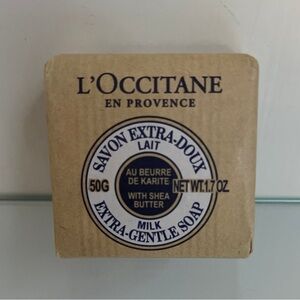 L'OCCITANE
EN PROVENCE
SAVON EXTRA-DOUX
LAIT
AU BEURRE
DE KARITE
50G
NET WT.1.7 OZ.
WITH SHEA
BUTTER
MILK
EXTRA-GENTLE SOAP